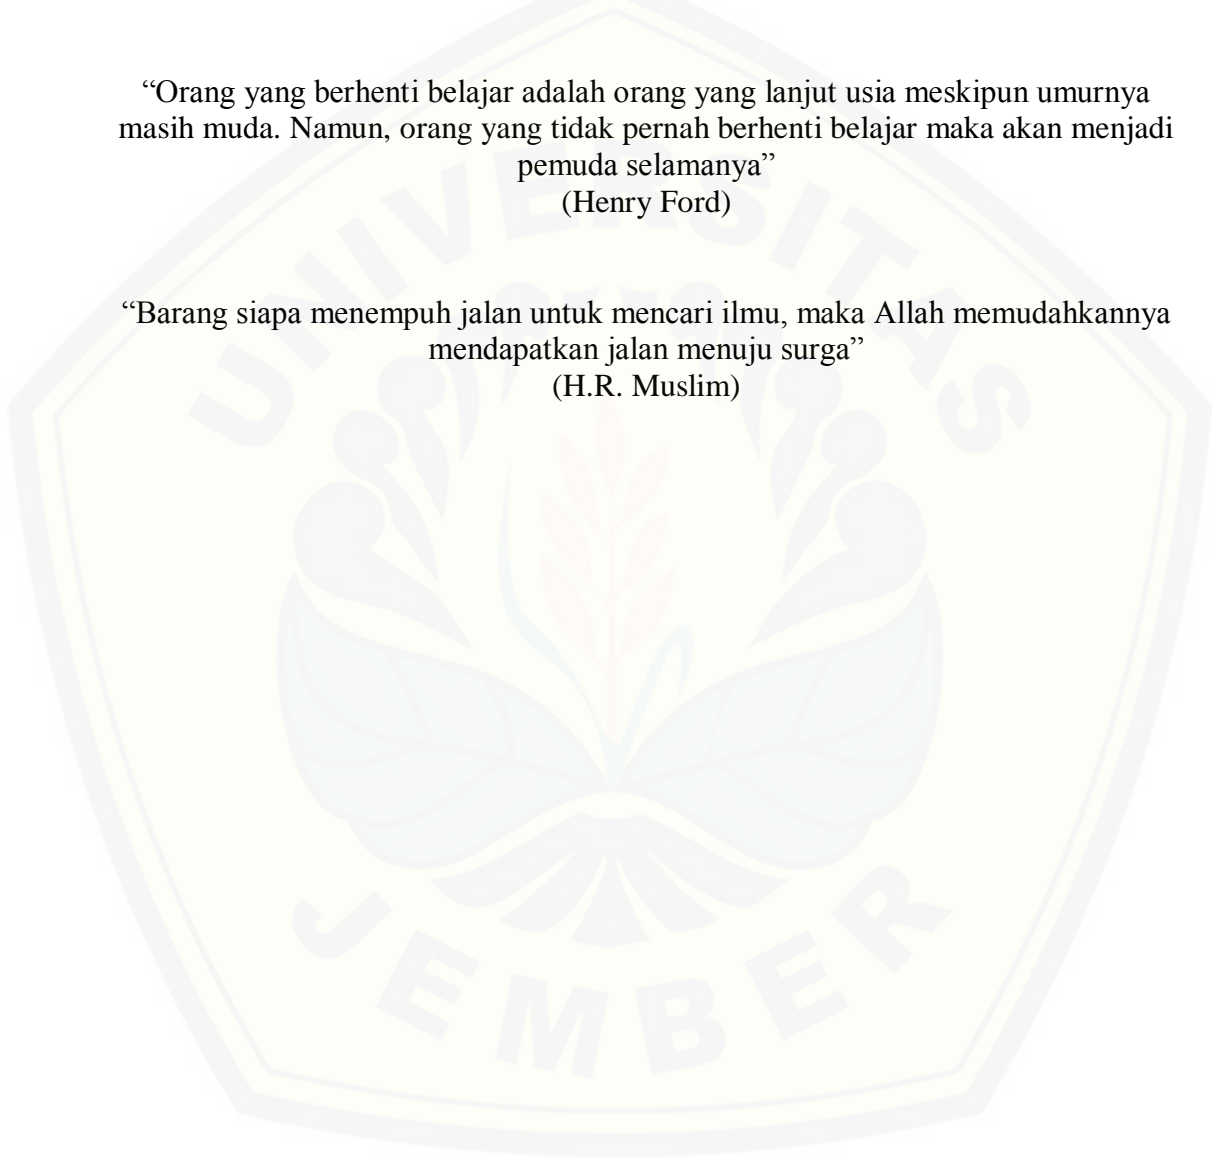 “Orang yang berhenti belajar adalah orang yang lanjut usia meskipun umurnya
masih muda. Namun, orang yang tidak pernah berhenti belajar maka akan menjadi
pemuda selamanya”
(Henry Ford)
“Barang siapa menempuh jalan untuk mencari ilmu, maka Allah memudahkannya
mendapatkan jalan menuju surga”
(H.R. Muslim)
UNIVERSITAS
JEMBER